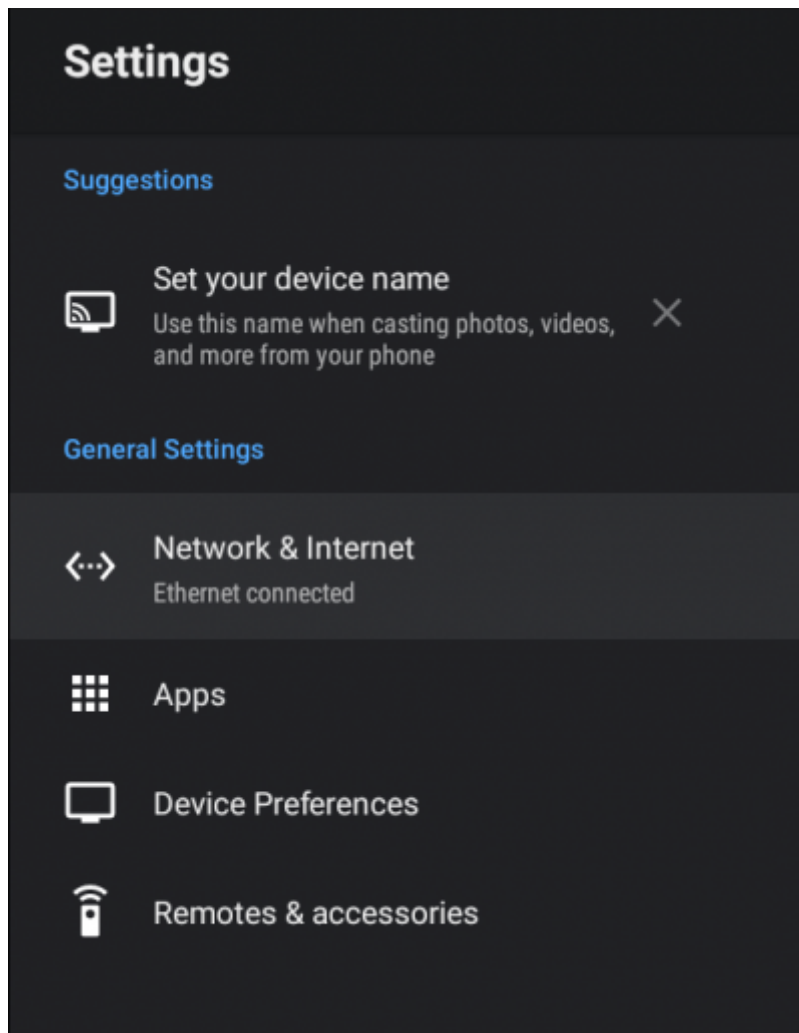 Settings
Suggestions
Set your device name
Use this name when casting photos, videos,
and more from your phone
General Settings
Network & Internet
Ethernet connected
Apps
Device Preferences
Remotes & accessories